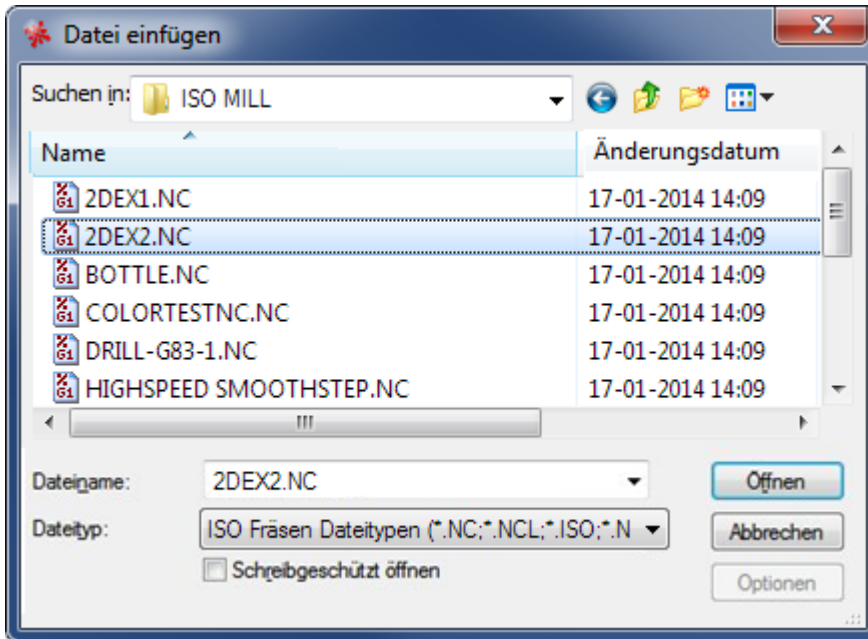 Datei einfügen
Suchen in: ISO MILL
Name Änderungsdatum
2DEX1.NC 17-01-2014 14:09
2DEX2.NC 17-01-2014 14:09
BOTTLE.NC 17-01-2014 14:09
COLORTESTNC.NC 17-01-2014 14:09
DRILL-G83-1.NC 17-01-2014 14:09
HIGHSPEED SMOOTHSTEP.NC 17-01-2014 14:09
Dateiname: 2DEX2.NC Öffnen
Dateityp: ISO Fräsen Dateitypen (*.NC;*.NCL;*.ISO;*.N Abbrechen
Schreibgeschützt öffnen Optionen